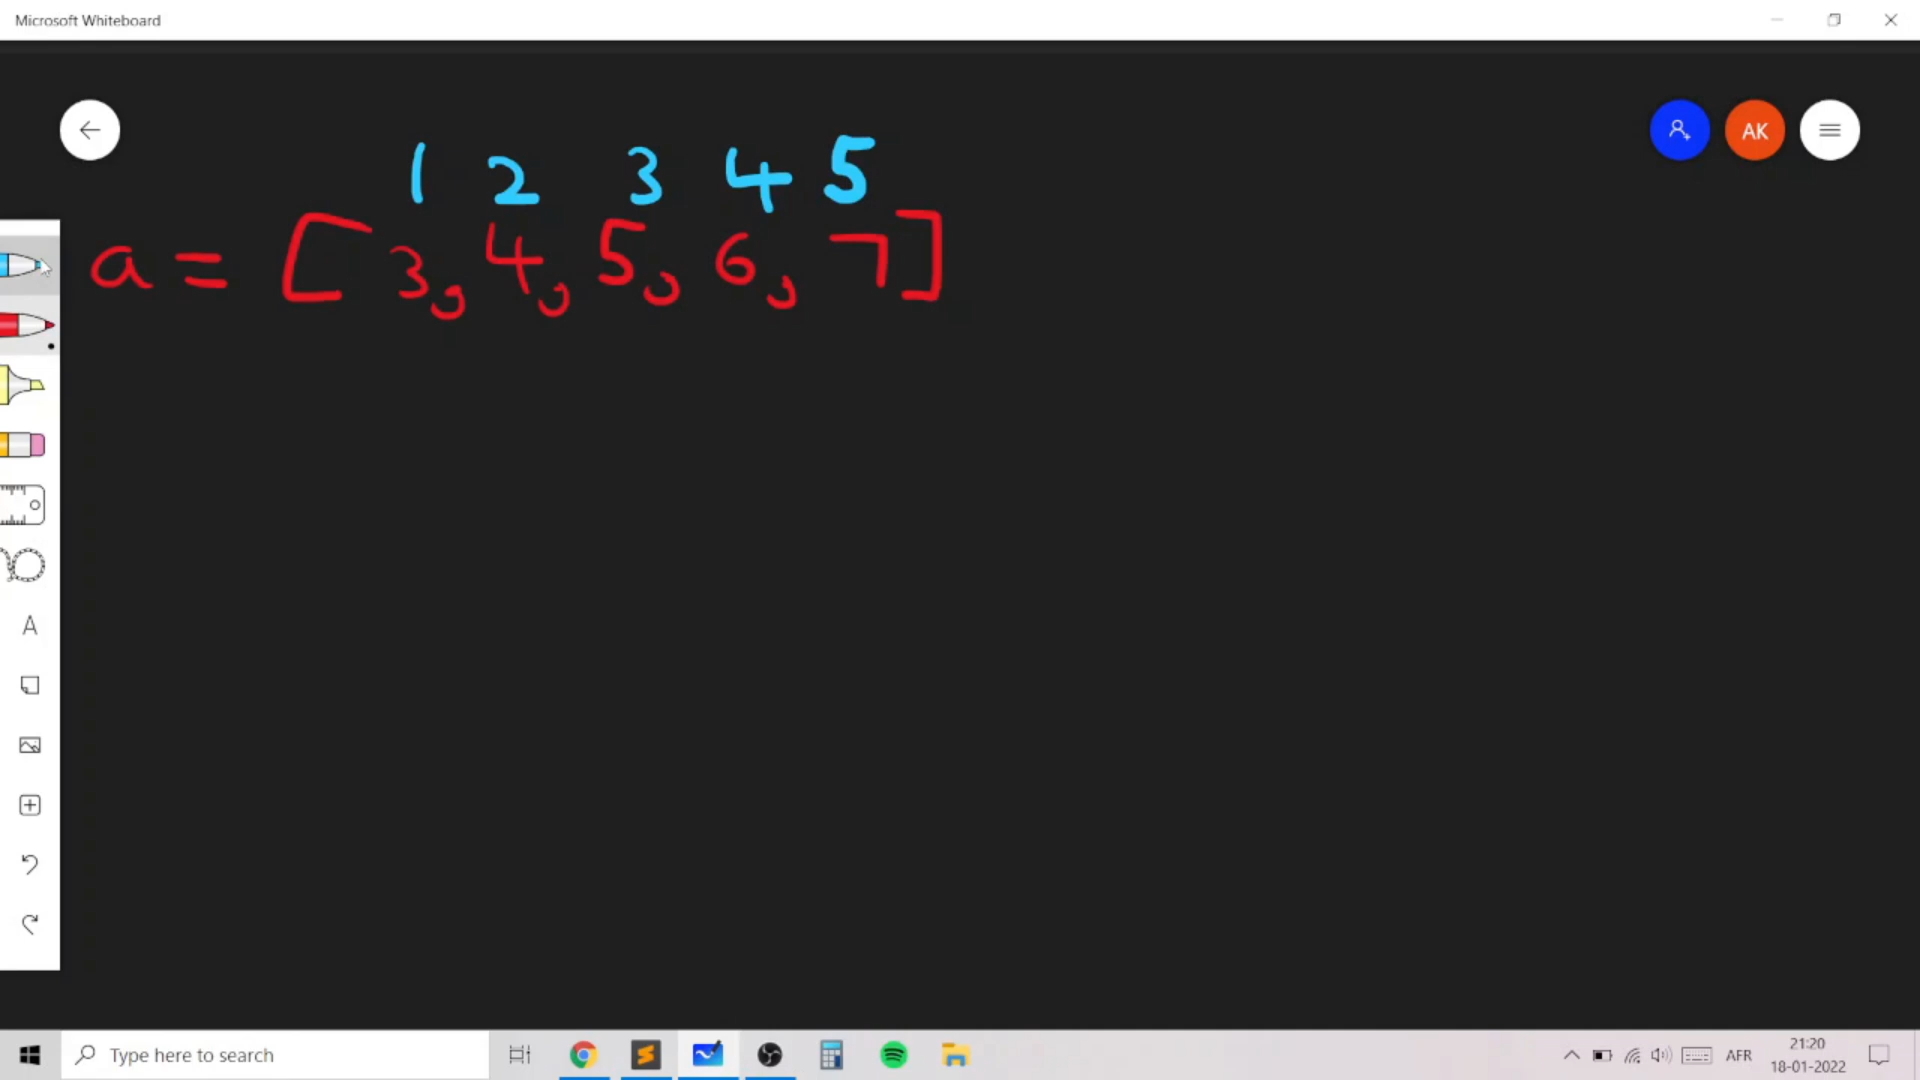 Microsoft Whiteboard
AK
1 2 3 4 5
a = [3, 4, 5, 6, 7]
A
Type here to search
AFR
21:20
18-01-2022